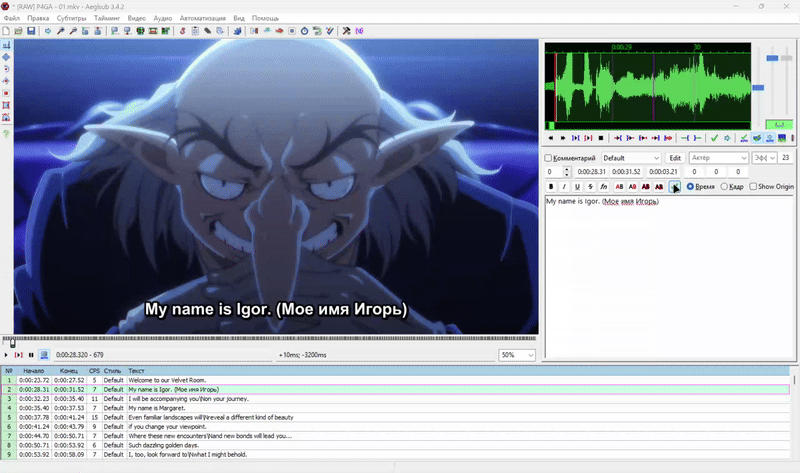 * [RAW] P4GA - 01.mkv - Aegisub 3.4.2
Файл Правка Субтитры Тайминг Видео Аудио Автоматизация Вид Помощь
0:00:29 30
My name is Igor. (Мое имя Игорь)
Комментарий Default Edit Актёр Эфф 23
0 0:00:28.31 0:00:31.52 0:00:03.21 0 0 0
B I U S fn AB AB AB AB Время Кадр Show Origin
My name is Igor. (Мое имя Игорь)
0:00:28.320 - 679 +10ms; -3200ms 50%
№ Начало Конец CPS Стиль Текст
1 0:00:23.72 0:00:27.52 5 Default Welcome to our Velvet Room.
2 0:00:28.31 0:00:31.52 7 Default My name is Igor. (Мое имя Игорь)
3 0:00:32.23 0:00:35.40 11 Default I will be accompanying you\Non your journey.
4 0:00:35.40 0:00:37.53 7 Default My name is Margaret.
5 0:00:37.78 0:00:41.24 15 Default Even familiar landscapes will\Nreveal a different kind of beauty
6 0:00:41.24 0:00:43.79 9 Default if you change your viewpoint.
7 0:00:44.70 0:00:50.71 7 Default Where these new encounters\Nand new bonds will lead you...
8 0:00:50.71 0:00:53.92 6 Default Such dazzling golden days.
9 0:00:53.92 0:00:58.09 7 Default I, too, look forward to\Nwhat I might behold.